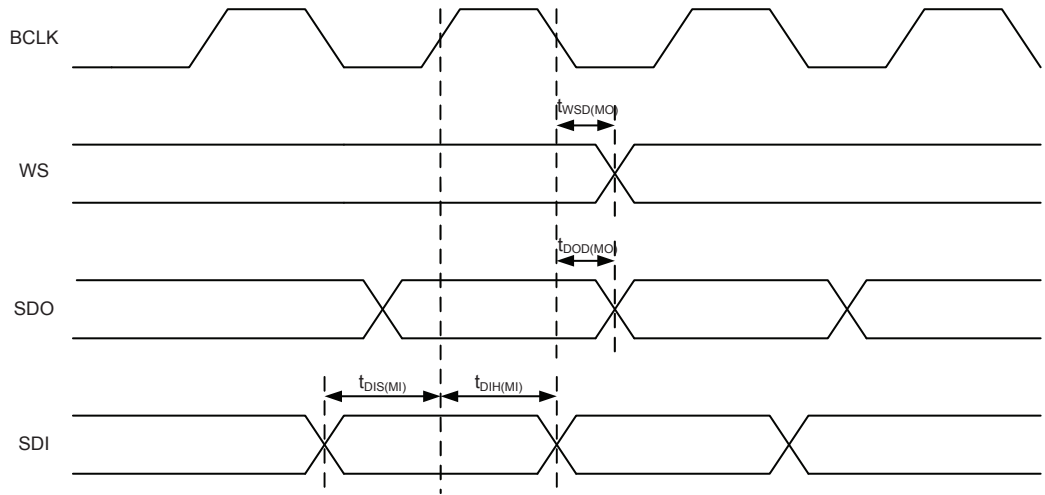 BCLK
tWSD(MO)
WS
tDOD(MO)
SDO
tDIS(MI) tDIH(MI)
SDI